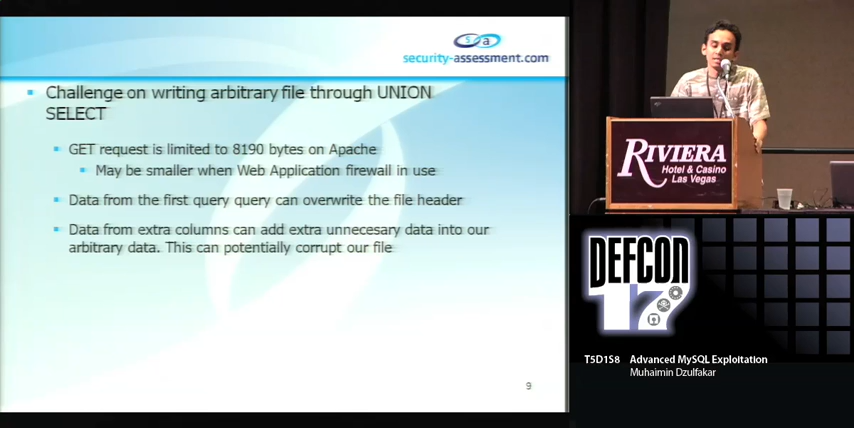 s a
security-assessment.com
Challenge on writing arbitrary file through UNION
SELECT
GET request is limited to 8190 bytes on Apache
May be smaller when Web Application firewall in use
Data from the first query query can overwrite the file header
Data from extra columns can add extra unnecesary data into our
arbitrary data. This can potentially corrupt our file
9
RIVIERA
Hotel & Casino
Las Vegas
DEFCON
17
T5D1S8 Advanced MySQL Exploitation
Muhaimin Dzulfakar